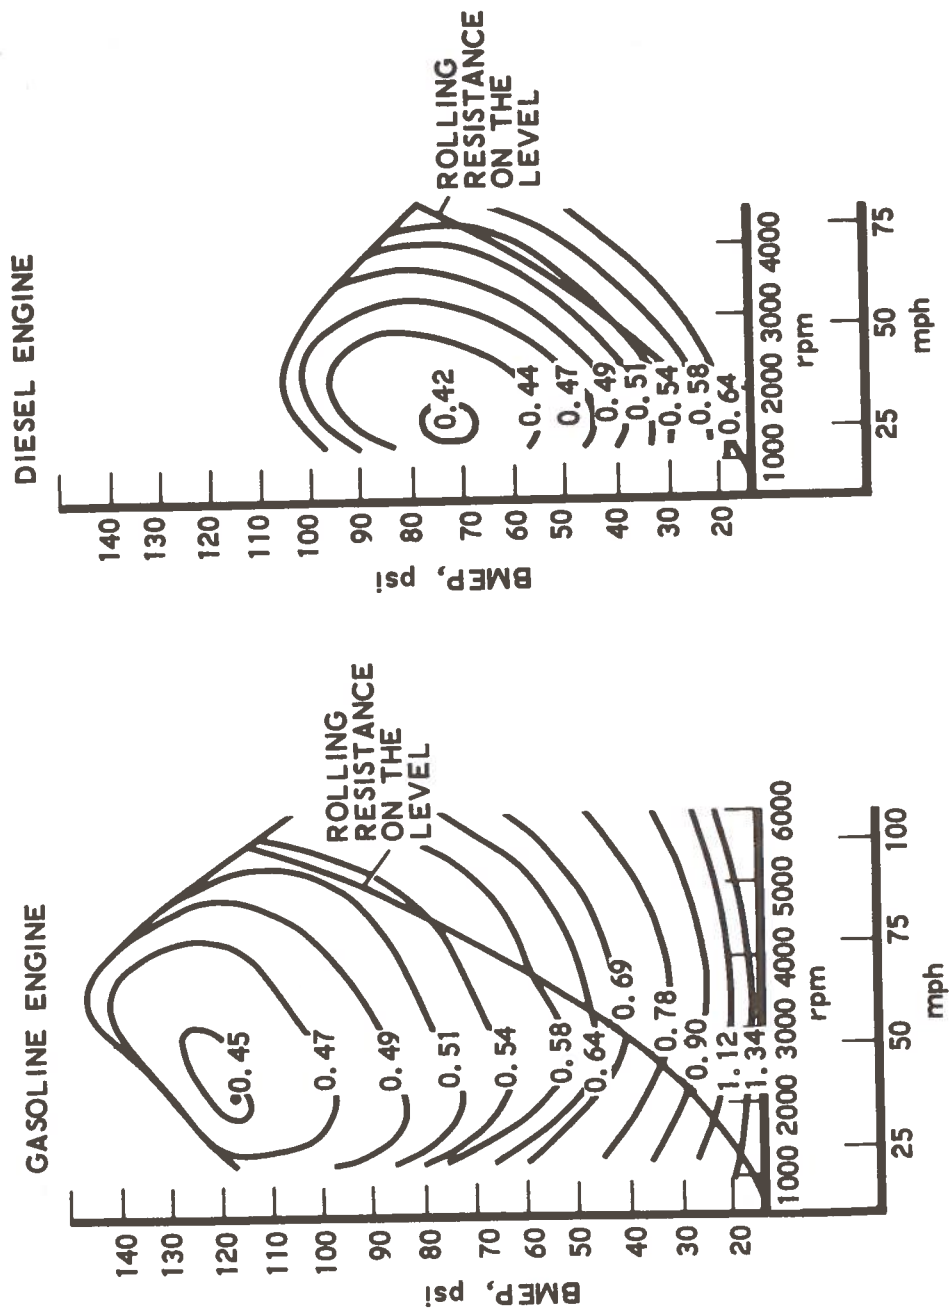 GASOLINE ENGINE
BMEP, psi
140
130
120
110
100
90
80
70
60
50
40
30
20
0.45
0.47
0.49
0.51
0.54
0.58
0.64
0.69
0.78
0.90
1.12
1.34
ROLLING
RESISTANCE
ON THE
LEVEL
1000 2000 3000 4000 5000 6000
rpm
25 50 75 100
mph
DIESEL ENGINE
BMEP, psi
140
130
120
110
100
90
80
70
60
50
40
30
20
0.42
0.44
0.47
0.49
0.51
0.54
0.58
0.64
ROLLING
RESISTANCE
ON THE
LEVEL
1000 2000 3000 4000
rpm
25 50 75
mph